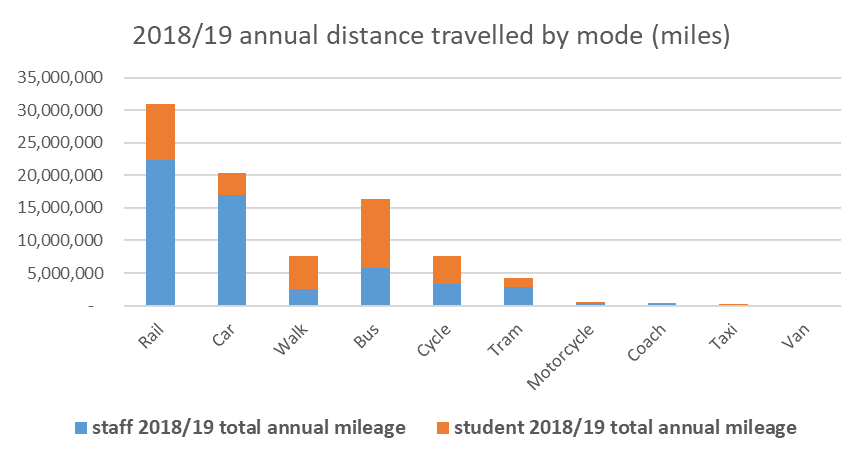 2018/19 annual distance travelled by mode (miles)
35,000,000
30,000,000
25,000,000
20,000,000
15,000,000
10,000,000
5,000,000
-
Rail
Car
Walk
Bus
Cycle
Tram
Motorcycle
Coach
Taxi
Van
staff 2018/19 total annual mileage
student 2018/19 total annual mileage